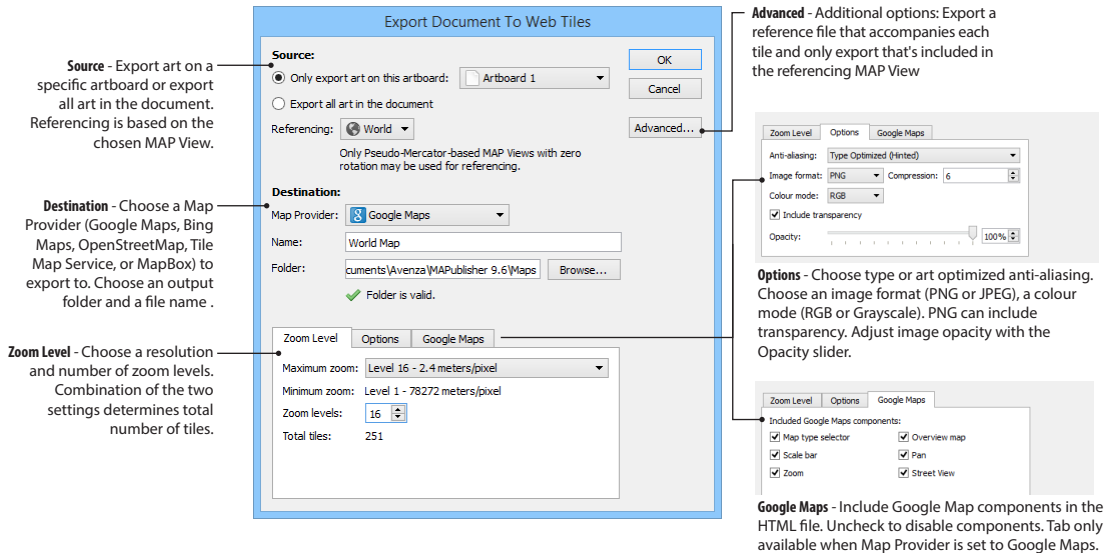 Source - Export art on a
specific artboard or export
all art in the document.
Referencing is based on the
chosen MAP View.
Destination - Choose a Map
Provider (Google Maps, Bing
Maps, OpenStreetMap, Tile
Map Service, or MapBox) to
export to. Choose an output
folder and a file name .
Zoom Level - Choose a resolution
and number of zoom levels.
Combination of the two
settings determines total
number of tiles.
Export Document To Web Tiles
Source:
Only export art on this artboard: Artboard 1
Export all art in the document
Referencing: World
Only Pseudo-Mercator-based MAP Views with zero
rotation may be used for referencing.
OK
Cancel
Advanced...
Destination:
Map Provider: 8 Google Maps
Name: World Map
Folder: cuments\Avenza\MAPublisher 9.6\Maps Browse...
Folder is valid.
Zoom Level Options Google Maps
Maximum zoom: Level 16 - 2.4 meters/pixel
Minimum zoom: Level 1 - 78272 meters/pixel
Zoom levels: 16
Total tiles: 251
Advanced - Additional options: Export a
reference file that accompanies each
tile and only export that's included in
the referencing MAP View
Zoom Level Options Google Maps
Anti-aliasing: Type Optimized (Hinted)
Image format: PNG Compression: 6
Colour mode: RGB
Include transparency
Opacity: 100%
Options - Choose type or art optimized anti-aliasing.
Choose an image format (PNG or JPEG), a colour
mode (RGB or Grayscale). PNG can include
transparency. Adjust image opacity with the
Opacity slider.
Zoom Level Options Google Maps
Included Google Maps components:
Map type selector Overview map
Scale bar Pan
Zoom Street View
Google Maps - Include Google Map components in the
HTML file. Uncheck to disable components. Tab only
available when Map Provider is set to Google Maps.